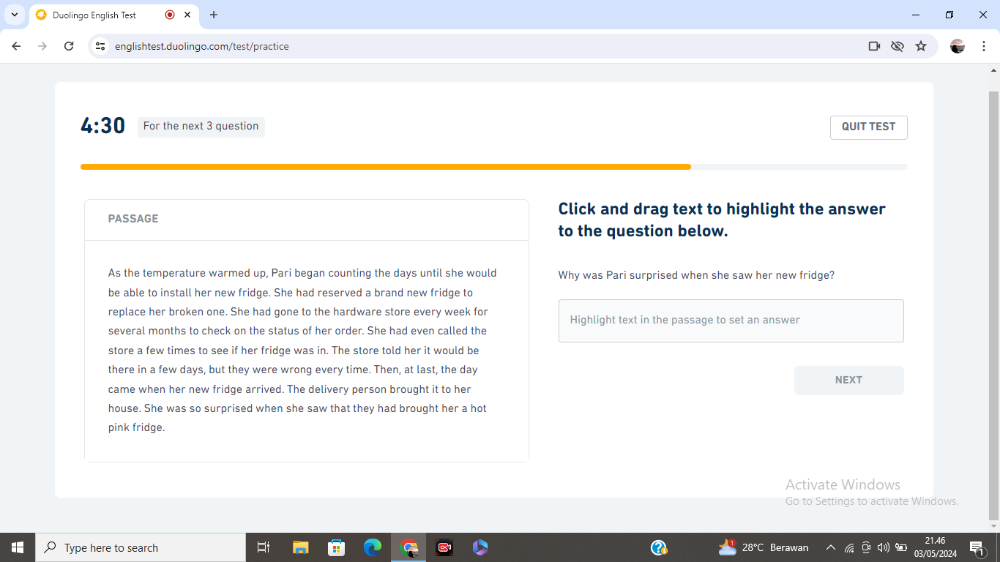 Duolingo English Test
englishtest.duolingo.com/test/practice
4:30
For the next 3 question
QUIT TEST
PASSAGE
As the temperature warmed up, Pari began counting the days until she would
be able to install her new fridge. She had reserved a brand new fridge to
replace her broken one. She had gone to the hardware store every week for
several months to check on the status of her order. She had even called the
store a few times to see if her fridge was in. The store told her it would be
there in a few days, but they were wrong every time. Then, at last, the day
came when her new fridge arrived. The delivery person brought it to her
house. She was so surprised when she saw that they had brought her a hot
pink fridge.
Click and drag text to highlight the answer
to the question below.
Why was Pari surprised when she saw her new fridge?
Highlight text in the passage to set an answer
NEXT
Activate Windows
Go to Settings to activate Windows.
Type here to search
1
28°C Berawan
21.46
03/05/2024
1